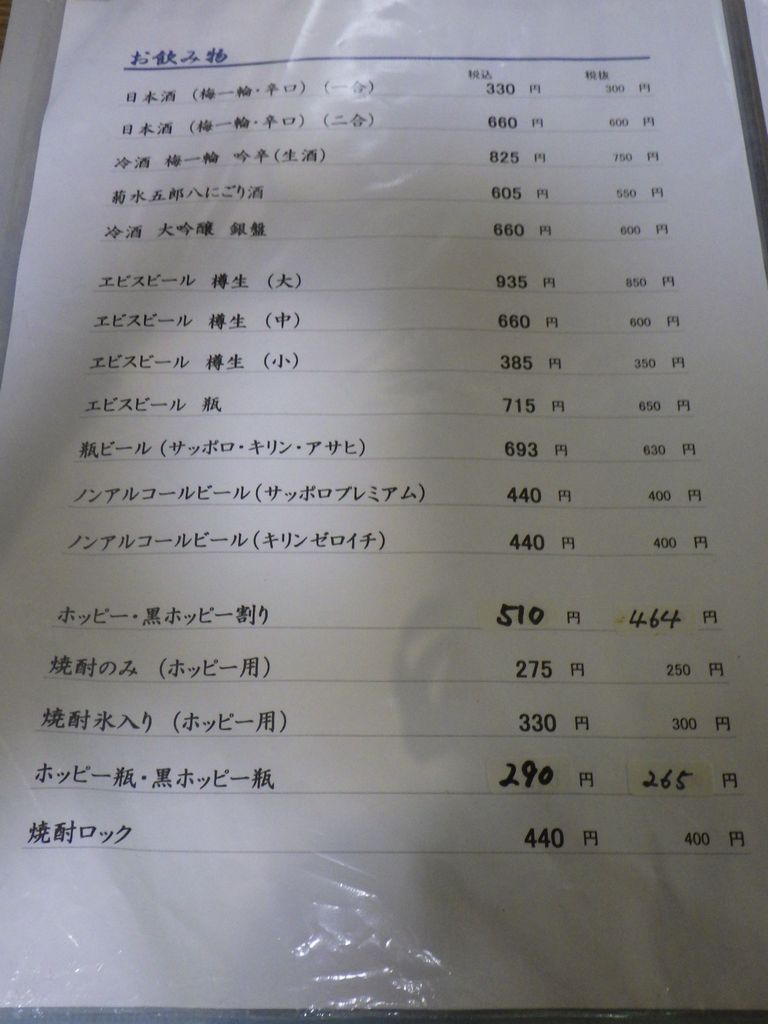 お飲み物
税込 税抜
日本酒 (梅一輪・辛口) (一合) 330 円 300 円
日本酒 (梅一輪・辛口) (二合) 660 円 600 円
冷酒 梅一輪 吟辛(生酒) 825 円 750 円
菊水五郎八にごり酒 605 円 550 円
冷酒 大吟醸 銀盤 660 円 600 円
ヱビスビール 樽生 (大) 935 円 850 円
ヱビスビール 樽生 (中) 660 円 600 円
ヱビスビール 樽生 (小) 385 円 350 円
エビスビール 瓶 715 円 650 円
瓶ビール (サッポロ・キリン・アサヒ) 693 円 630 円
ノンアルコールビール(サッポロプレミアム) 440 円 400 円
ノンアルコールビール(キリンゼロイチ) 440 円 400 円
ホッピー・黒ホッピー割り 510 円 464 円
焼酎のみ (ホッピー用) 275 円 250 円
焼酎氷入り (ホッピー用) 330 円 300 円
ホッピー瓶・黒ホッピー瓶 290 円 265 円
焼酎ロック 440 円 400 円